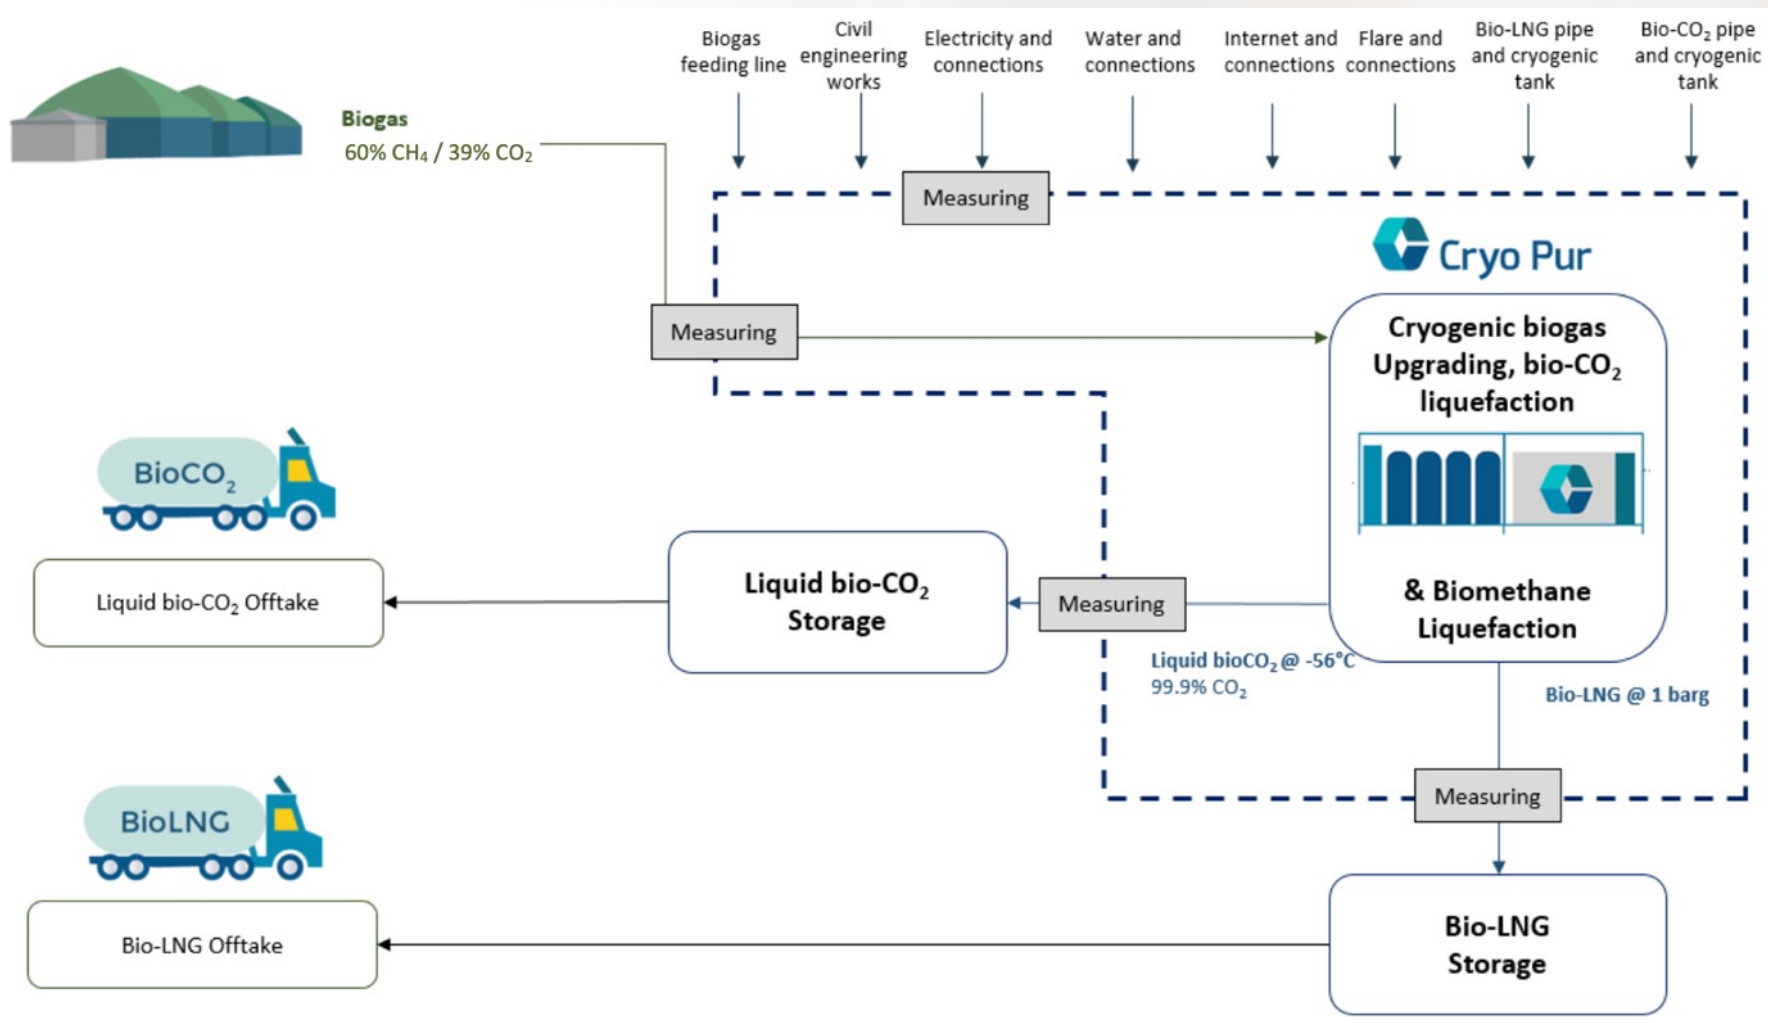 Biogas
feeding line
Civil
engineering
works
Electricity and
connections
Water and
connections
Internet and
connections
Flare and
connections
Bio-LNG pipe
and cryogenic
tank
Bio-CO₂ pipe
and cryogenic
tank
Biogas
60% CH₄ / 39% CO₂
Measuring
Cryo Pur
Measuring
Cryogenic biogas
Upgrading, bio-CO₂
liquefaction
& Biomethane
Liquefaction
BioCO₂
Liquid bio-CO₂ Offtake
Liquid bio-CO₂
Storage
Measuring
Liquid bioCO₂ @ -56°C
99.9% CO₂
Bio-LNG @ 1 barg
Measuring
BioLNG
Bio-LNG Offtake
Bio-LNG
Storage